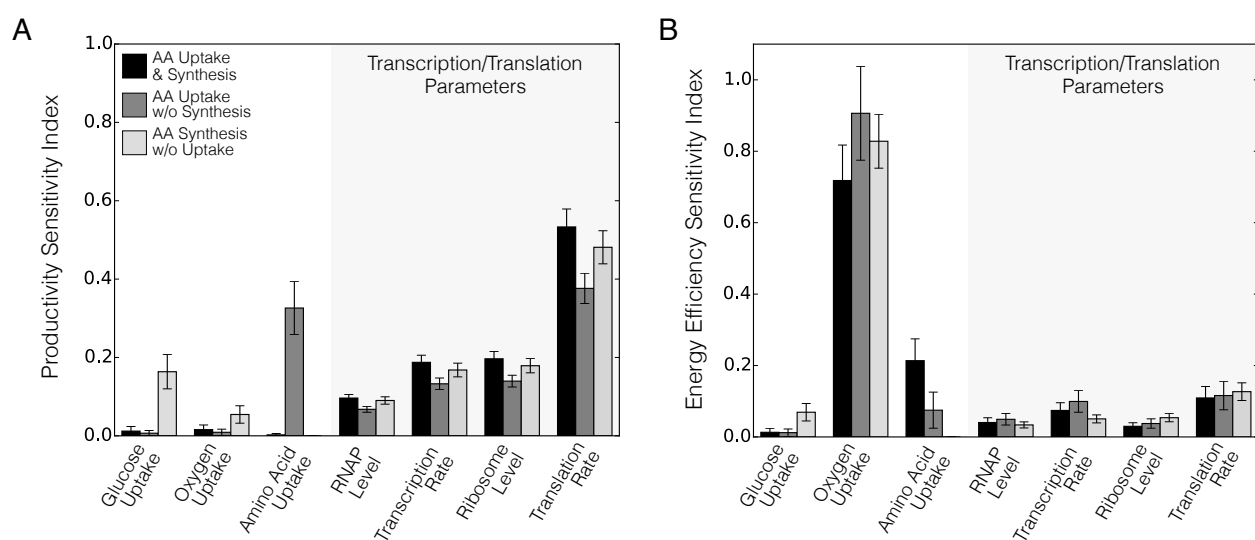 A
Productivity Sensitivity Index
1.0
0.8
0.6
0.4
0.2
0.0
AA Uptake
& Synthesis
AA Uptake
w/o Synthesis
AA Synthesis
w/o Uptake
Transcription/Translation
Parameters
Glucose
Uptake
Oxygen
Uptake
Amino Acid
Uptake
RNAP
Level
Transcription
Rate
Ribosome
Level
Translation
Rate
B
Energy Efficiency Sensitivity Index
1.0
0.8
0.6
0.4
0.2
0.0
Transcription/Translation
Parameters
Glucose
Uptake
Oxygen
Uptake
Amino Acid
Uptake
RNAP
Level
Transcription
Rate
Ribosome
Level
Translation
Rate